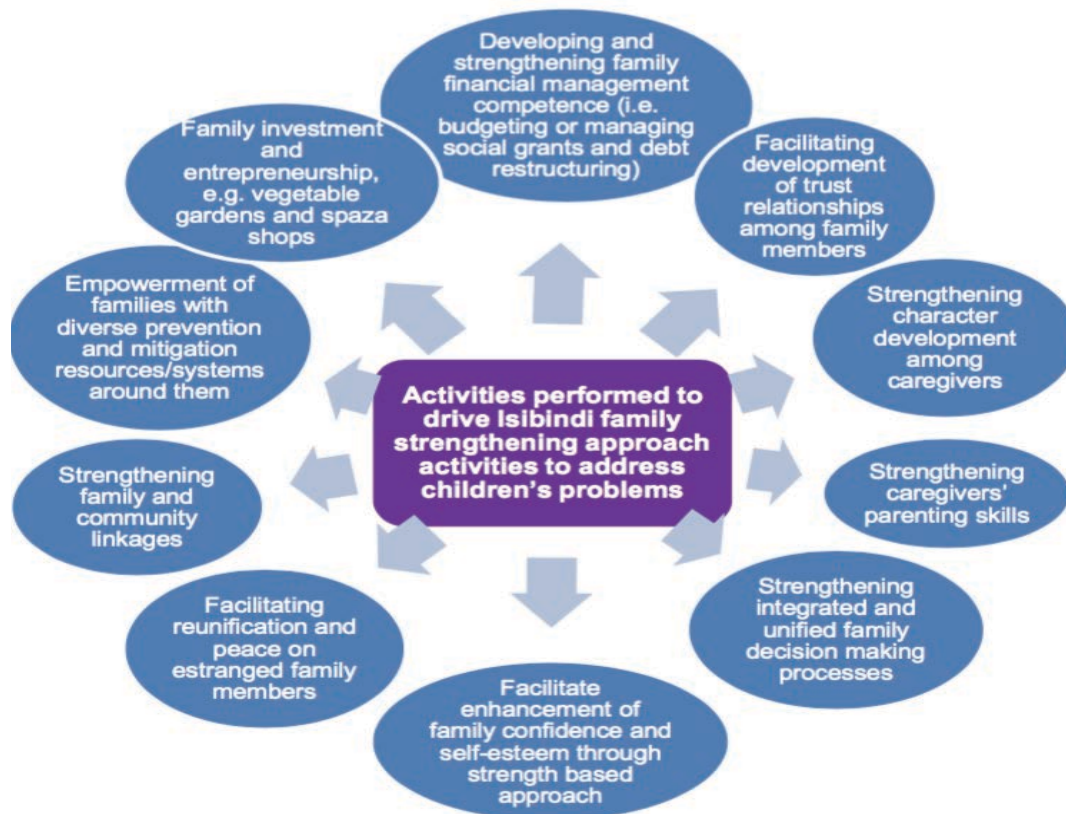 Developing and
strengthening family
financial management
competence (i.e.
budgeting or managing
social grants and debt
restructuring)
Facilitating
development
of trust
relationships
among family
members
Strengthening
character
development
among
caregivers
Strengthening
caregivers’
parenting skills
Strengthening
integrated and
unified family
decision making
processes
Facilitate
enhancement of
family confidence and
self-esteem through
strength based
approach
Facilitating
reunification and
peace on
estranged family
members
Strengthening
family and
community
linkages
Empowerment of
families with
diverse prevention
and mitigation
resources/systems
around them
Family investment
and
entrepreneurship,
e.g. vegetable
gardens and spaza
shops
Activities performed to
drive Isibindi family
strengthening approach
activities to address
children’s problems